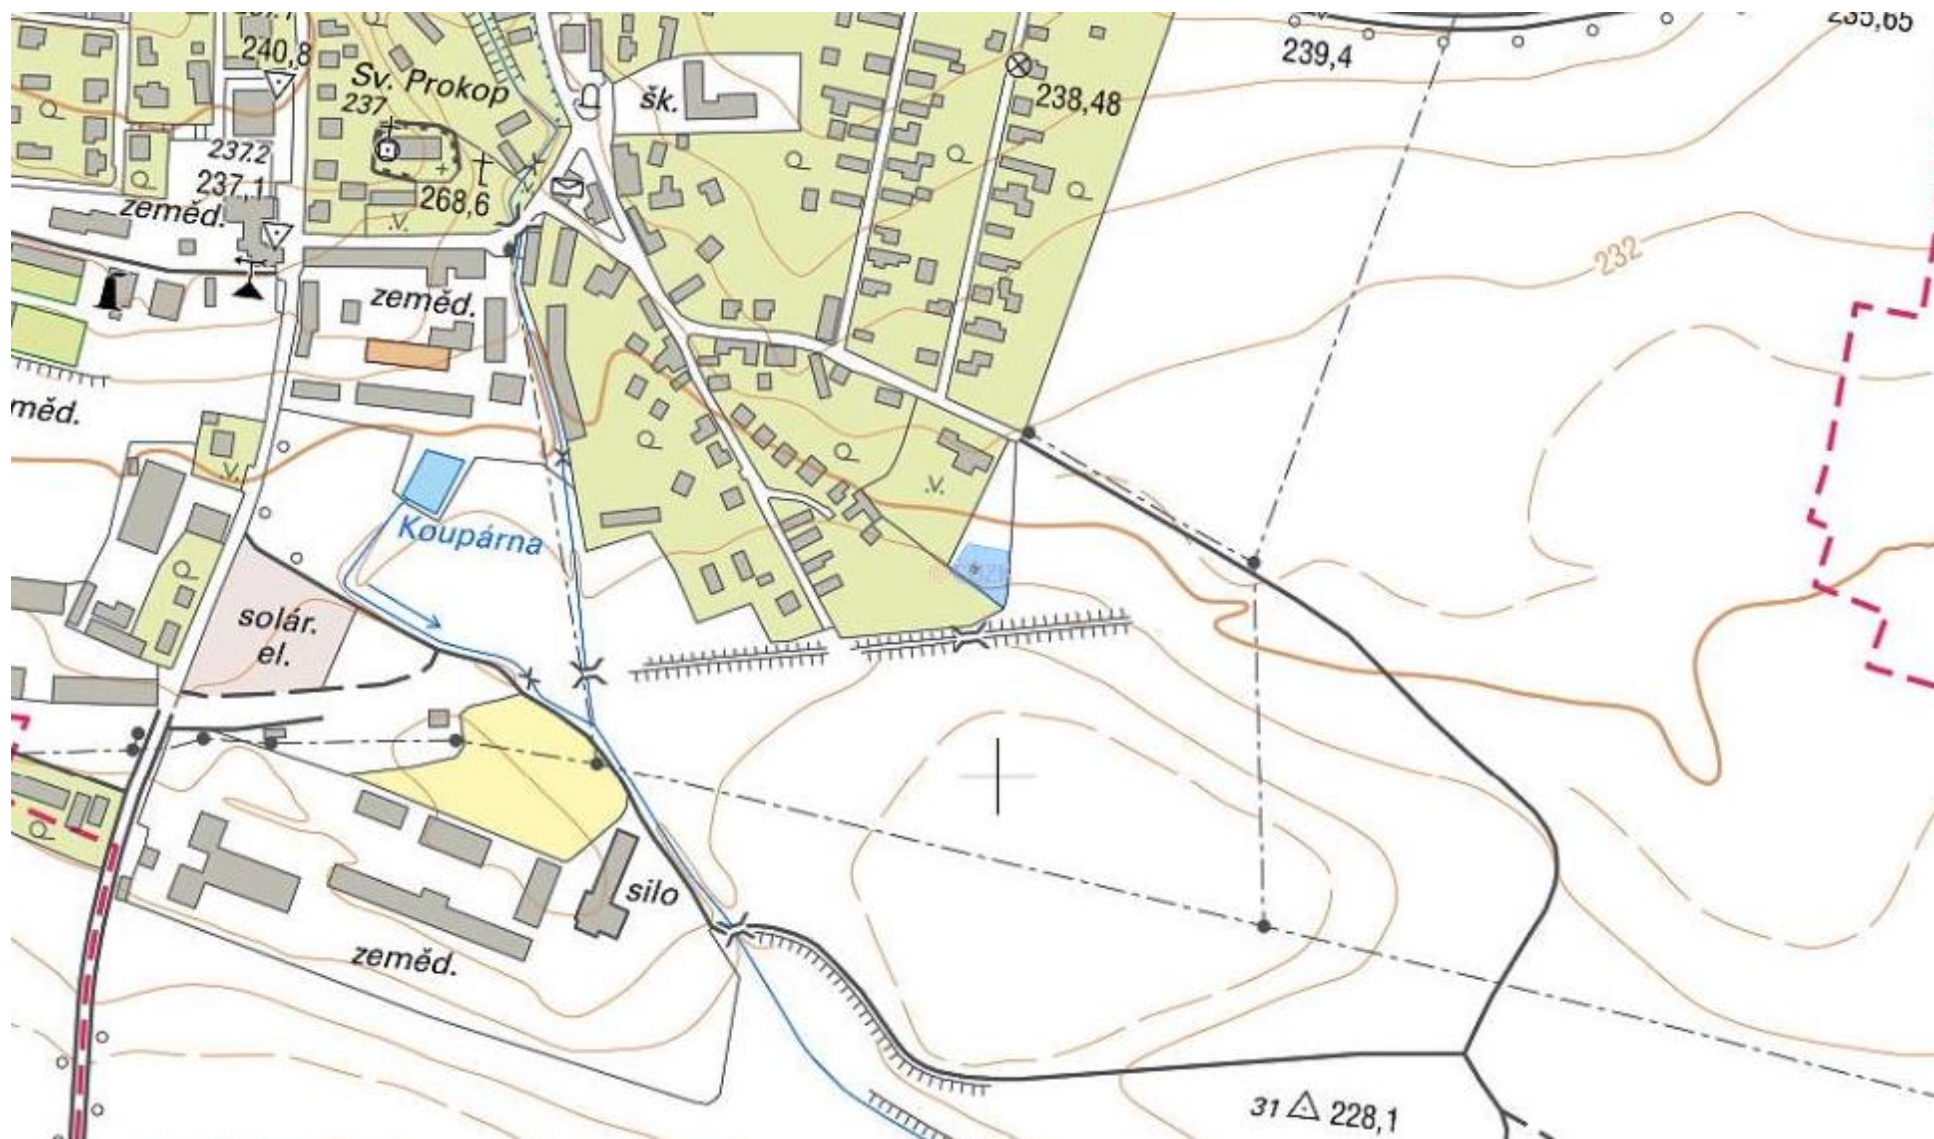 240,8
Sv. Prokop
237
šk.
239,4
238,48
237.2
237.1
268,6
zeměd.
232
zeměd.
měd.
Koupárna
solár.
el.
silo
zeměd.
31
228,1